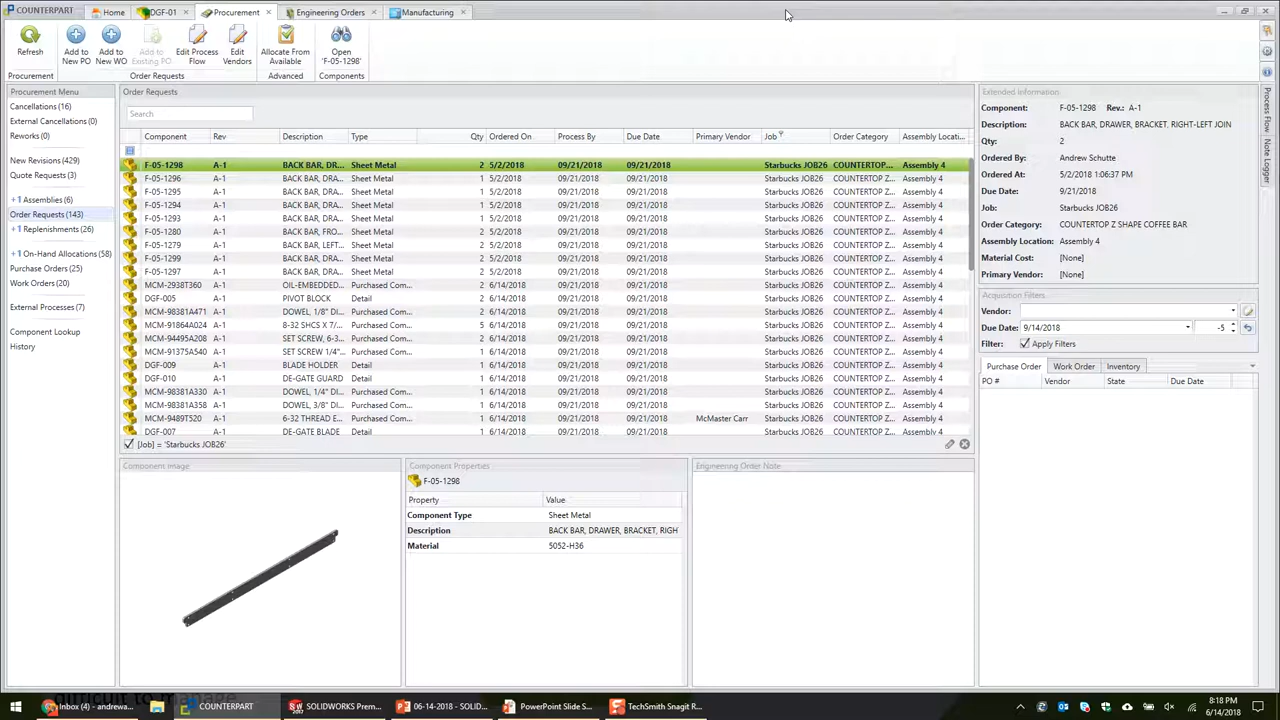 COUNTERPART
Home
DGF-01
Procurement
Engineering Orders
Manufacturing
Refresh
Add to New PO
Add to New WO
Add to Existing PO
Edit Process Flow
Edit Vendors
Allocate From Available
Open 'F-05-1298'
Procurement
Order Requests
Advanced
Components
Procurement Menu
Cancellations (16)
External Cancellations (0)
Reworks (0)
New Revisions (429)
Quote Requests (3)
+1 Assemblies (6)
Order Requests (143)
+1 Replenishments (26)
+1 On-Hand Allocations (58)
Purchase Orders (25)
Work Orders (20)
External Processes (7)
Component Lookup
History
Order Requests
Search
Component Rev Description Type Qty Ordered On Process By Due Date Primary Vendor Job Order Category Assembly Locati...
F-05-1298 A-1 BACK BAR, DR... Sheet Metal 2 5/2/2018 09/21/2018 09/21/2018 Starbucks JOB26 COUNTERTOP... Assembly 4
F-05-1296 A-1 BACK BAR, DRA... Sheet Metal 1 5/2/2018 09/21/2018 09/21/2018 Starbucks JOB26 COUNTERTOP Z... Assembly 4
F-05-1295 A-1 BACK BAR, DRA... Sheet Metal 1 5/2/2018 09/21/2018 09/21/2018 Starbucks JOB26 COUNTERTOP Z... Assembly 4
F-05-1294 A-1 BACK BAR, DRA... Sheet Metal 1 5/2/2018 09/21/2018 09/21/2018 Starbucks JOB26 COUNTERTOP Z... Assembly 4
F-05-1293 A-1 BACK BAR, DRA... Sheet Metal 1 5/2/2018 09/21/2018 09/21/2018 Starbucks JOB26 COUNTERTOP Z... Assembly 4
F-05-1280 A-1 BACK BAR, FRO... Sheet Metal 2 5/2/2018 09/21/2018 09/21/2018 Starbucks JOB26 COUNTERTOP Z... Assembly 4
F-05-1279 A-1 BACK BAR, LEFT... Sheet Metal 2 5/2/2018 09/21/2018 09/21/2018 Starbucks JOB26 COUNTERTOP Z... Assembly 4
F-05-1299 A-1 BACK BAR, DRA... Sheet Metal 2 5/2/2018 09/21/2018 09/21/2018 Starbucks JOB26 COUNTERTOP Z... Assembly 4
F-05-1297 A-1 BACK BAR, DRA... Sheet Metal 2 5/2/2018 09/21/2018 09/21/2018 Starbucks JOB26 COUNTERTOP Z... Assembly 4
MCM-2938T360 A-1 OIL-EMBEDDED... Purchased Com... 2 6/14/2018 09/21/2018 09/21/2018 Starbucks JOB26 COUNTERTOP Z... Assembly 4
DGF-005 A-1 PIVOT BLOCK Detail 2 6/14/2018 09/21/2018 09/21/2018 Starbucks JOB26 COUNTERTOP Z... Assembly 4
MCM-98381A471 A-1 DOWEL, 1/8" DI... Purchased Com... 2 6/14/2018 09/21/2018 09/21/2018 Starbucks JOB26 COUNTERTOP Z... Assembly 4
MCM-91864A024 A-1 8-32 SHCS X 7/... Purchased Com... 5 6/14/2018 09/21/2018 09/21/2018 Starbucks JOB26 COUNTERTOP Z... Assembly 4
MCM-94495A208 A-1 SET SCREW, 6-3... Purchased Com... 2 6/14/2018 09/21/2018 09/21/2018 Starbucks JOB26 COUNTERTOP Z... Assembly 4
MCM-91375A540 A-1 SET SCREW 1/4"... Purchased Com... 1 6/14/2018 09/21/2018 09/21/2018 Starbucks JOB26 COUNTERTOP Z... Assembly 4
DGF-009 A-1 BLADE HOLDER Detail 1 6/14/2018 09/21/2018 09/21/2018 Starbucks JOB26 COUNTERTOP Z... Assembly 4
DGF-010 A-1 DE-GATE GUARD Detail 1 6/14/2018 09/21/2018 09/21/2018 Starbucks JOB26 COUNTERTOP Z... Assembly 4
MCM-98381A330 A-1 DOWEL, 1/4" DI... Purchased Com... 2 6/14/2018 09/21/2018 09/21/2018 Starbucks JOB26 COUNTERTOP Z... Assembly 4
MCM-98381A358 A-1 DOWEL, 3/8" DI... Purchased Com... 1 6/14/2018 09/21/2018 09/21/2018 Starbucks JOB26 COUNTERTOP Z... Assembly 4
MCM-9489T520 A-1 6-32 THREAD E... Purchased Com... 1 6/14/2018 09/21/2018 09/21/2018 McMaster Carr Starbucks JOB26 COUNTERTOP Z... Assembly 4
DGF-007 A-1 DE-GATE BLADE Detail 1 6/14/2018 09/21/2018 09/21/2018 Starbucks JOB26 COUNTERTOP Z... Assembly 4
[Job] = 'Starbucks JOB26'
Component Image
Component Properties
F-05-1298
Property Value
Component Type Sheet Metal
Description BACK BAR, DRAWER, BRACKET, RIGH
Material 5052-H36
Engineering Order Note
Extended Information
Component: F-05-1298 Rev.: A-1
Description: BACK BAR, DRAWER, BRACKET, RIGHT-LEFT JOIN
Qty: 2
Ordered By: Andrew Schutte
Ordered At: 5/2/2018 1:06:37 PM
Due Date: 9/21/2018
Job: Starbucks JOB26
Order Category: COUNTERTOP Z SHAPE COFFEE BAR
Assembly Location: Assembly 4
Material Cost: [None]
Primary Vendor: [None]
Acquisition Filters
Vendor:
Due Date: 9/14/2018 -5
Filter: Apply Filters
Purchase Order Work Order Inventory
PO # Vendor State Due Date
Process Flow
Note Logger
difficult to manage
Inbox (4) - andrewa...
COUNTERPART
SOLIDWORKS Prem...
06-14-2018 -...
PowerPoint Slide S...
TechSmith Snagit R...
8:18 PM
6/14/2018